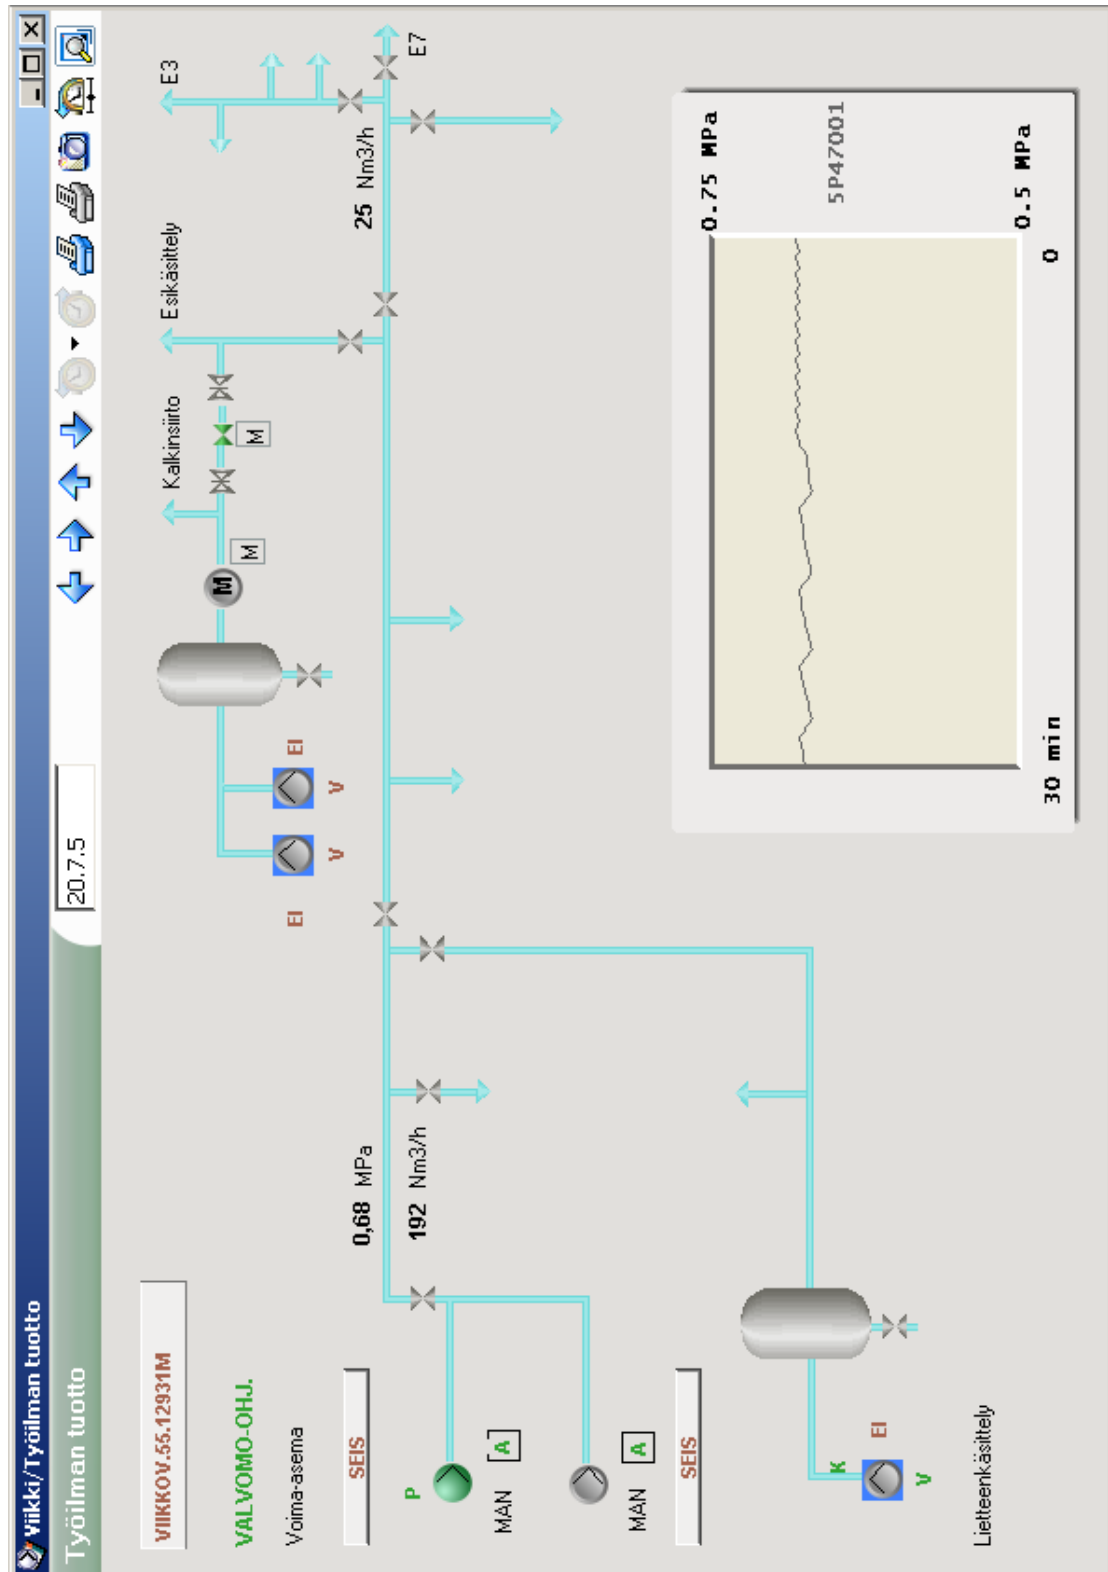 Viikki/Työilman tuotto
Työilman tuotto
20.7.5
VIIKKOV.55.12931M
VALVOMO-OHJ.
Voima-asema
SEIS
P
MAN
A
MAN
A
SEIS
K
EI
V
Lietteenkäsittely
0,68 MPa
192 Nm3/h
EI
V
EI
V
M
M
Kalkinsiirto
M
Esikäsittely
E3
25 Nm3/h
E7
0.75 MPa
5P47001
0.5 MPa
30 min
0